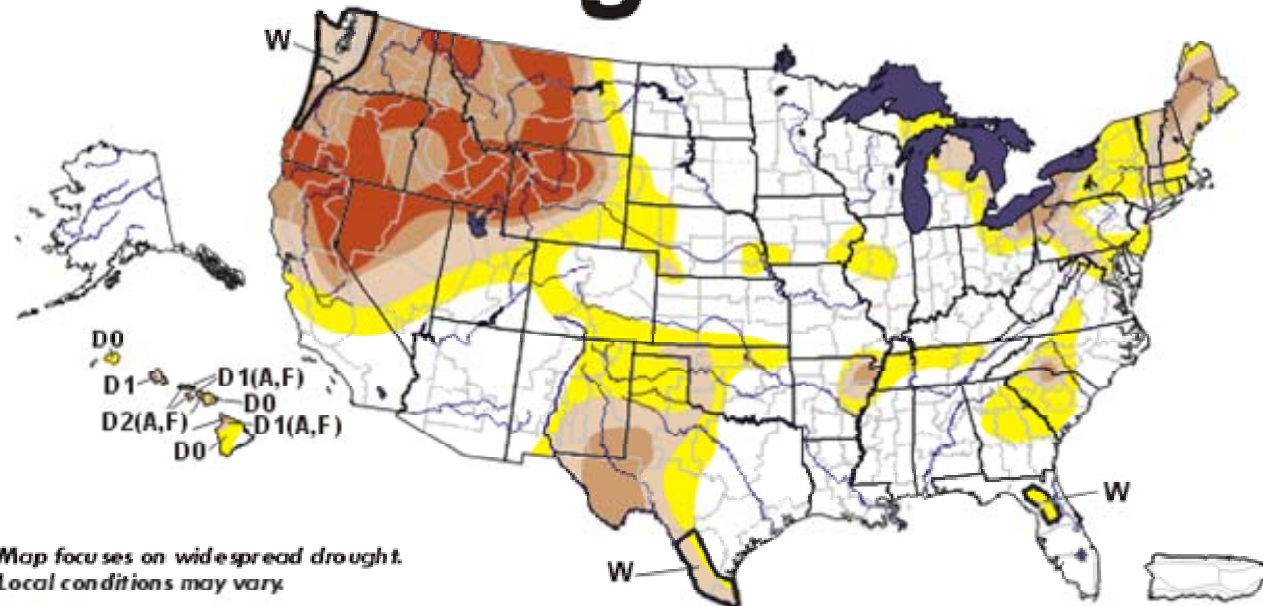 W
D0
D1
D1(A,F)
D0
D2(A,F)
D1(A,F)
D0
W
W
Map focuses on widespread drought.
Local conditions may vary.